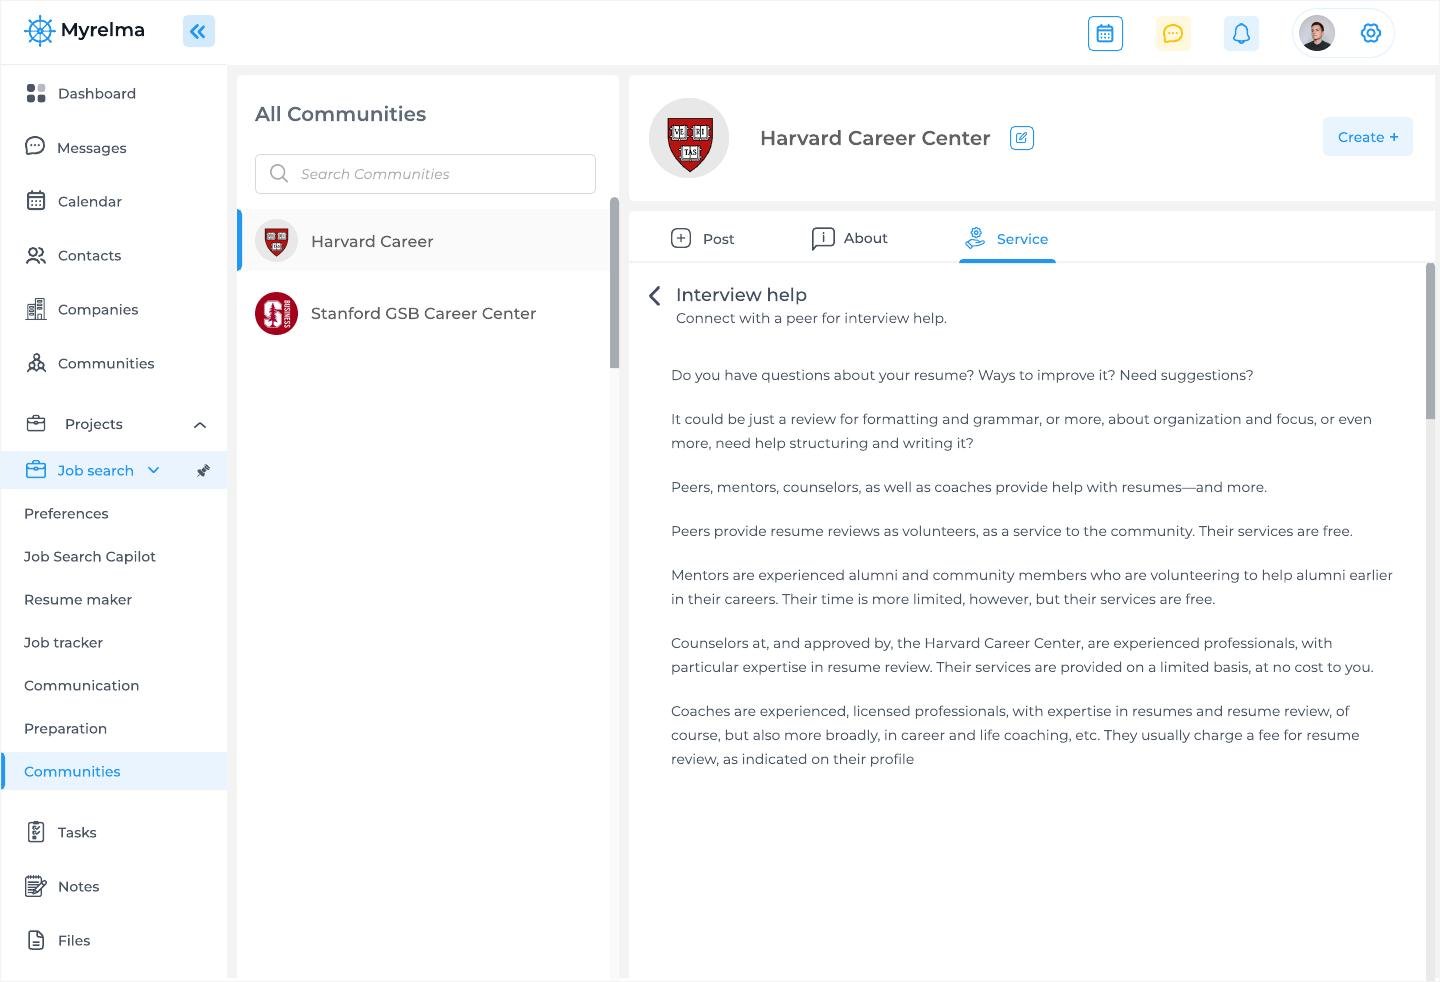 Myrelma
Dashboard
Messages
Calendar
Contacts
Companies
Communities
Projects
Job search
Preferences
Job Search Capilot
Resume maker
Job tracker
Communication
Preparation
Communities
Tasks
Notes
Files
All Communities
Search Communities
Harvard Career
Stanford GSB Career Center
BUSINESS
VE RI
TAS
Harvard Career Center
Create +
Post
About
Service
Interview help
Connect with a peer for interview help.
Do you have questions about your resume? Ways to improve it? Need suggestions?
It could be just a review for formatting and grammar, or more, about organization and focus, or even
more, need help structuring and writing it?
Peers, mentors, counselors, as well as coaches provide help with resumes—and more.
Peers provide resume reviews as volunteers, as a service to the community. Their services are free.
Mentors are experienced alumni and community members who are volunteering to help alumni earlier
in their careers. Their time is more limited, however, but their services are free.
Counselors at, and approved by, the Harvard Career Center, are experienced professionals, with
particular expertise in resume review. Their services are provided on a limited basis, at no cost to you.
Coaches are experienced, licensed professionals, with expertise in resumes and resume review, of
course, but also more broadly, in career and life coaching, etc. They usually charge a fee for resume
review, as indicated on their profile